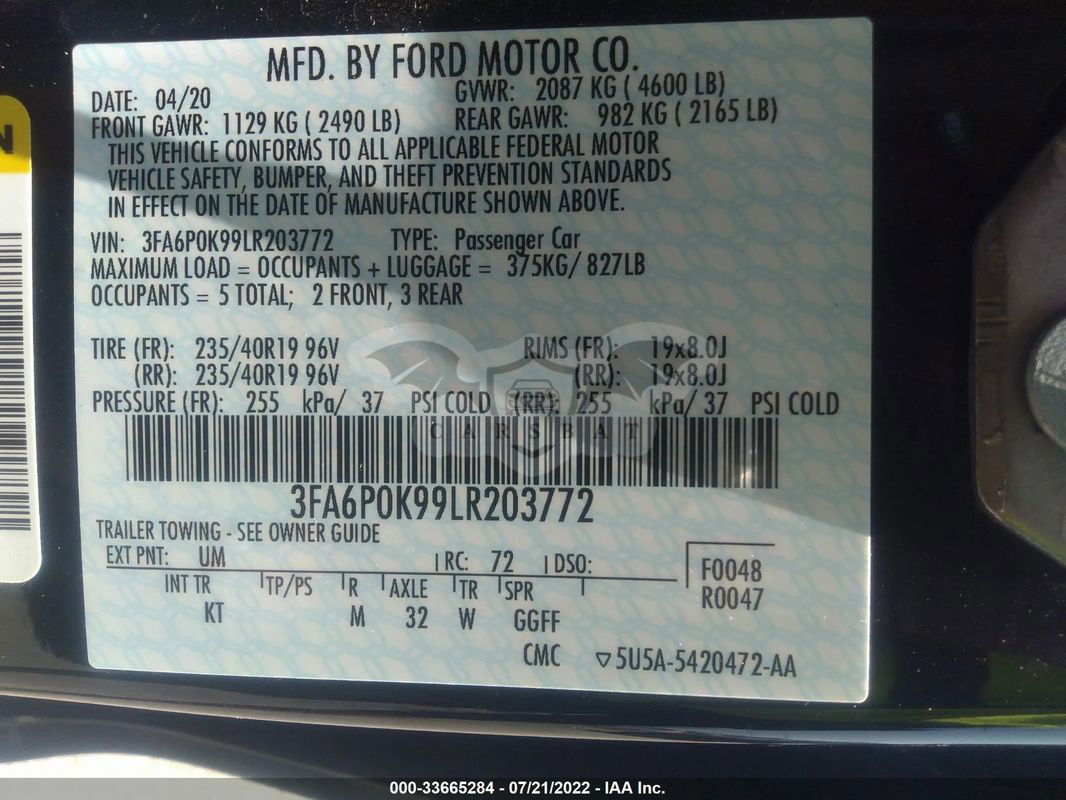 MFD. BY FORD MOTOR CO.
DATE: 04/20 GVWR: 2087 KG ( 4600 LB)
FRONT GAWR: 1129 KG ( 2490 LB) REAR GAWR: 982 KG ( 2165 LB)
THIS VEHICLE CONFORMS TO ALL APPLICABLE FEDERAL MOTOR
VEHICLE SAFETY, BUMPER, AND THEFT PREVENTION STANDARDS
IN EFFECT ON THE DATE OF MANUFACTURE SHOWN ABOVE.
VIN: 3FA6P0K99LR203772 TYPE: Passenger Car
MAXIMUM LOAD = OCCUPANTS + LUGGAGE = 375KG/ 827LB
OCCUPANTS = 5 TOTAL; 2 FRONT, 3 REAR
TIRE (FR): 235/40R19 96V RIMS (FR): 19x8.0J
(RR): 235/40R19 96V (RR): 19x8.0J
PRESSURE (FR): 255 kPa/ 37 PSI COLD (RR): 255 kPa/ 37 PSI COLD
CARSBAT
3FA6P0K99LR203772
TRAILER TOWING - SEE OWNER GUIDE
EXT PNT: UM RC: 72 DSO:
INT TR TP/PS R AXLE TR SPR
KT M 32 W GGFF
F0048
R0047
CMC ▽5U5A-5420472-AA
N
000-33665284 - 07/21/2022 - IAA Inc.